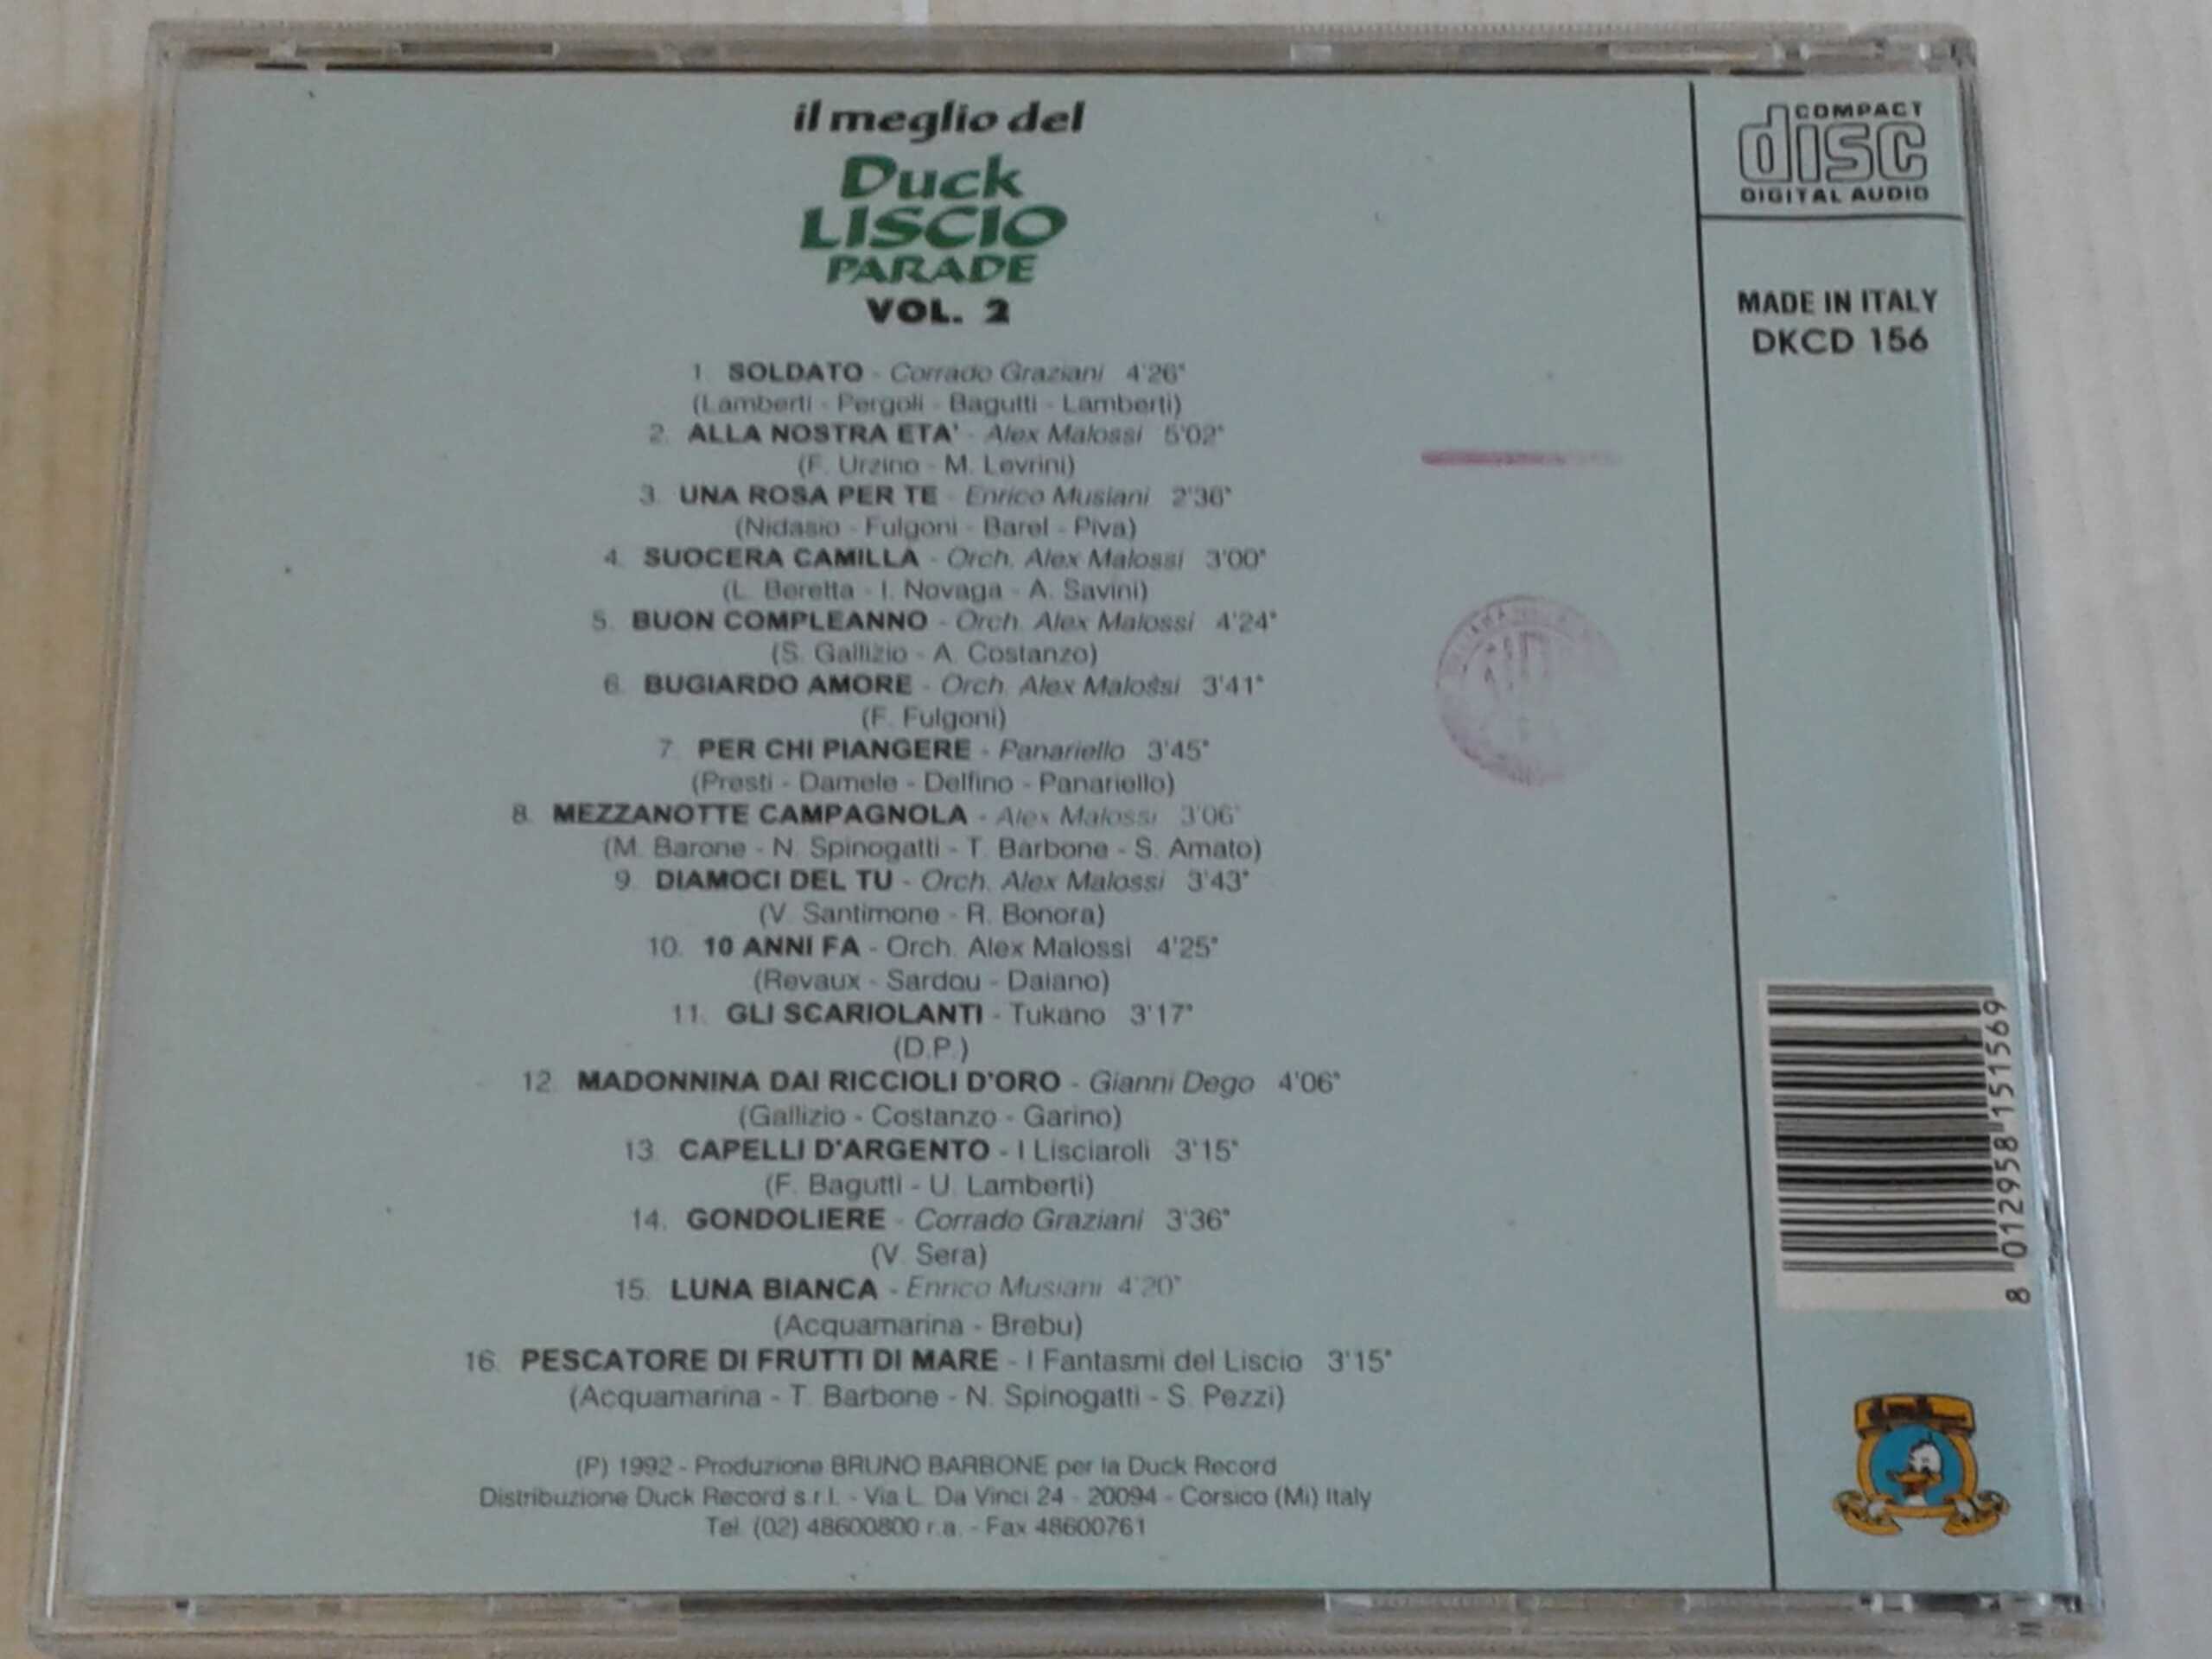 il meglio del
Duck
LISCIO
PARADE
VOL. 2
1. SOLDATO - Corrado Graziani 4'26"
(Lamberti - Pergoli - Bagutti - Lamberti)
2. ALLA NOSTRA ETA' - Alex Malossi 5'02"
(F. Urzino - M. Levrini)
3. UNA ROSA PER TE - Enrico Musiani 2'36"
(Nidasio - Fulgoni - Barel - Piva)
4. SUOCERA CAMILLA - Orch. Alex Malossi 3'00"
(L. Beretta - I. Novaga - A. Savini)
5. BUON COMPLEANNO - Orch. Alex Malossi 4'24"
(S. Gallizio - A. Costanzo)
6. BUGIARDO AMORE - Orch. Alex Malossi 3'41"
(F. Fulgoni)
7. PER CHI PIANGERE - Panariello 3'45"
(Presti - Damele - Delfino - Panariello)
8. MEZZANOTTE CAMPAGNOLA - Alex Malossi 3'06"
(M. Barone - N. Spinogatti - T. Barbone - S. Amato)
9. DIAMOCI DEL TU - Orch. Alex Malossi 3'43"
(V. Santimone - R. Bonora)
10. 10 ANNI FA - Orch. Alex Malossi 4'25"
(Revaux - Sardou - Daiano)
11. GLI SCARIOLANTI - Tukano 3'17"
(D.P.)
12. MADONNINA DAI RICCIOLI D'ORO - Gianni Dego 4'06"
(Gallizio - Costanzo - Garino)
13. CAPELLI D'ARGENTO - I Lisciaroli 3'15"
(F. Bagutti - U. Lamberti)
14. GONDOLIERE - Corrado Graziani 3'36"
(V. Sera)
15. LUNA BIANCA - Enrico Musiani 4'20"
(Acquamarina - Brebu)
16. PESCATORE DI FRUTTI DI MARE - I Fantasmi del Liscio 3'15"
(Acquamarina - T. Barbone - N. Spinogatti - S. Pezzi)
(P) 1992 - Produzione BRUNO BARBONE per la Duck Record
Distribuzione Duck Record s.r.l. - Via L. Da Vinci 24 - 20094 - Corsico (Mi) Italy
Tel. (02) 48600800 r.a. - Fax 48600761
COMPACT
disc
DIGITAL AUDIO
MADE IN ITALY
DKCD 156
8 012958 151569